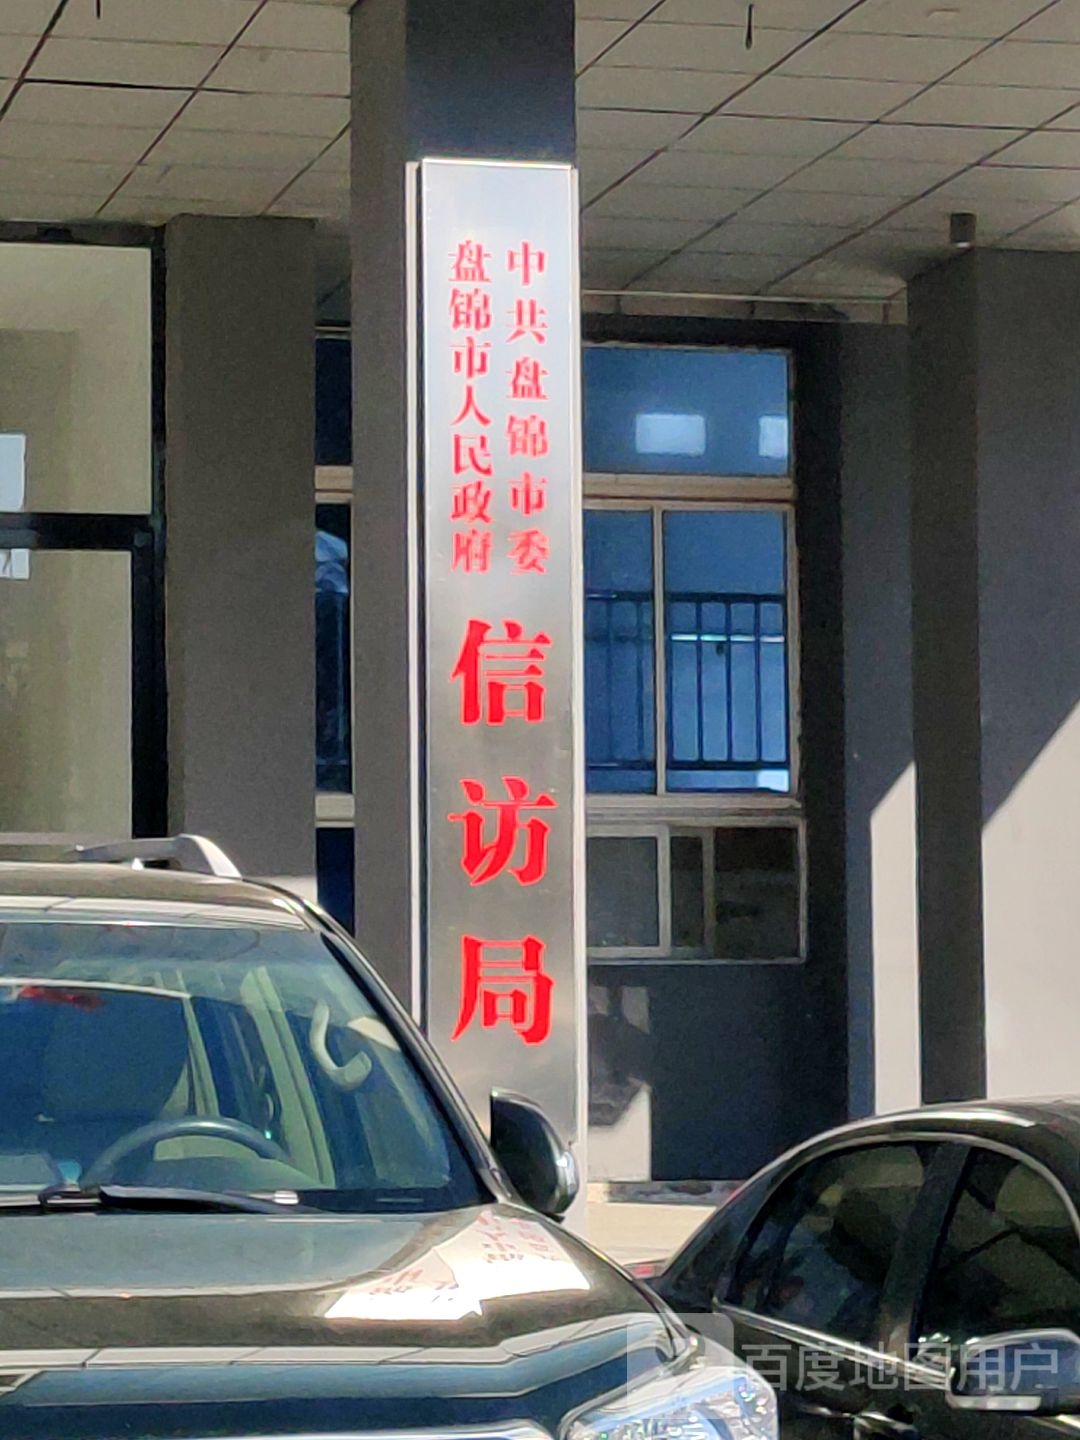 中共盘锦市委
盘锦市人民政府
信访局
百度地图用户